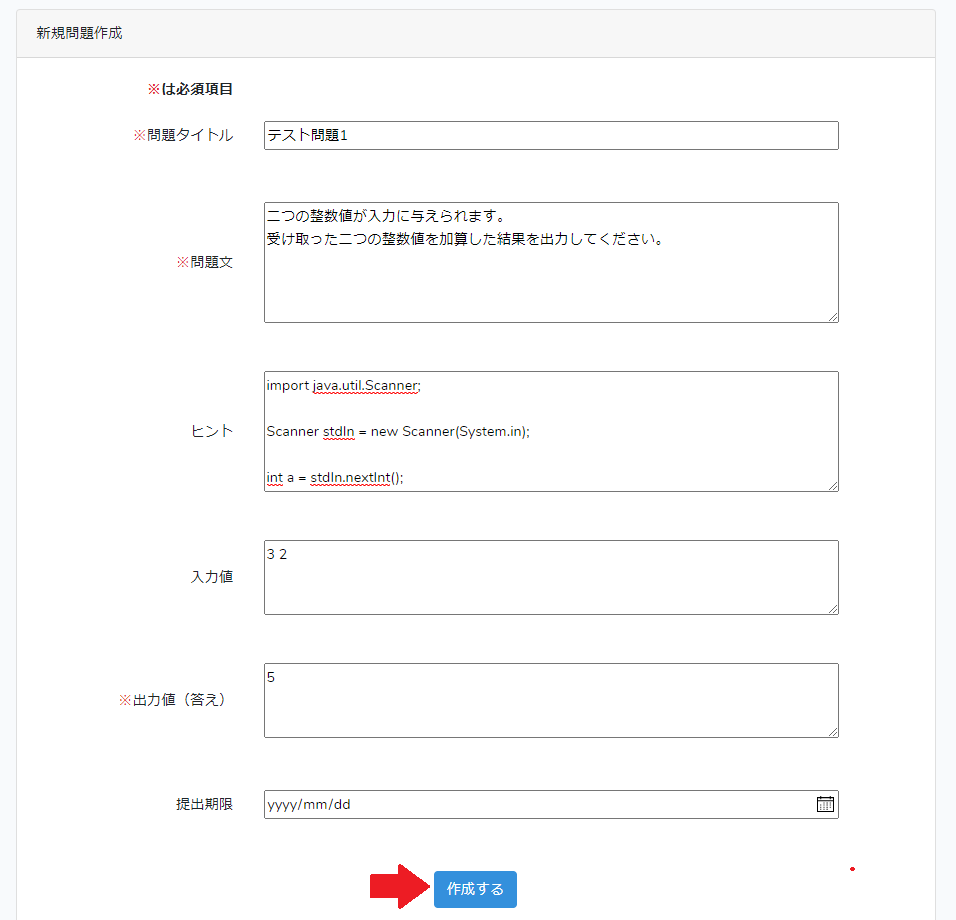 新規問題作成
※は必須項目
※問題タイトル
テスト問題1
※問題文
二つの整数値が入力に与えられます。
受け取った二つの整数値を加算した結果を出力してください。
ヒント
import java.util.Scanner;
Scanner stdIn = new Scanner(System.in);
int a = stdIn.nextInt();
入力値
3 2
※出力値（答え）
5
提出期限
yyyy/mm/dd
作成する